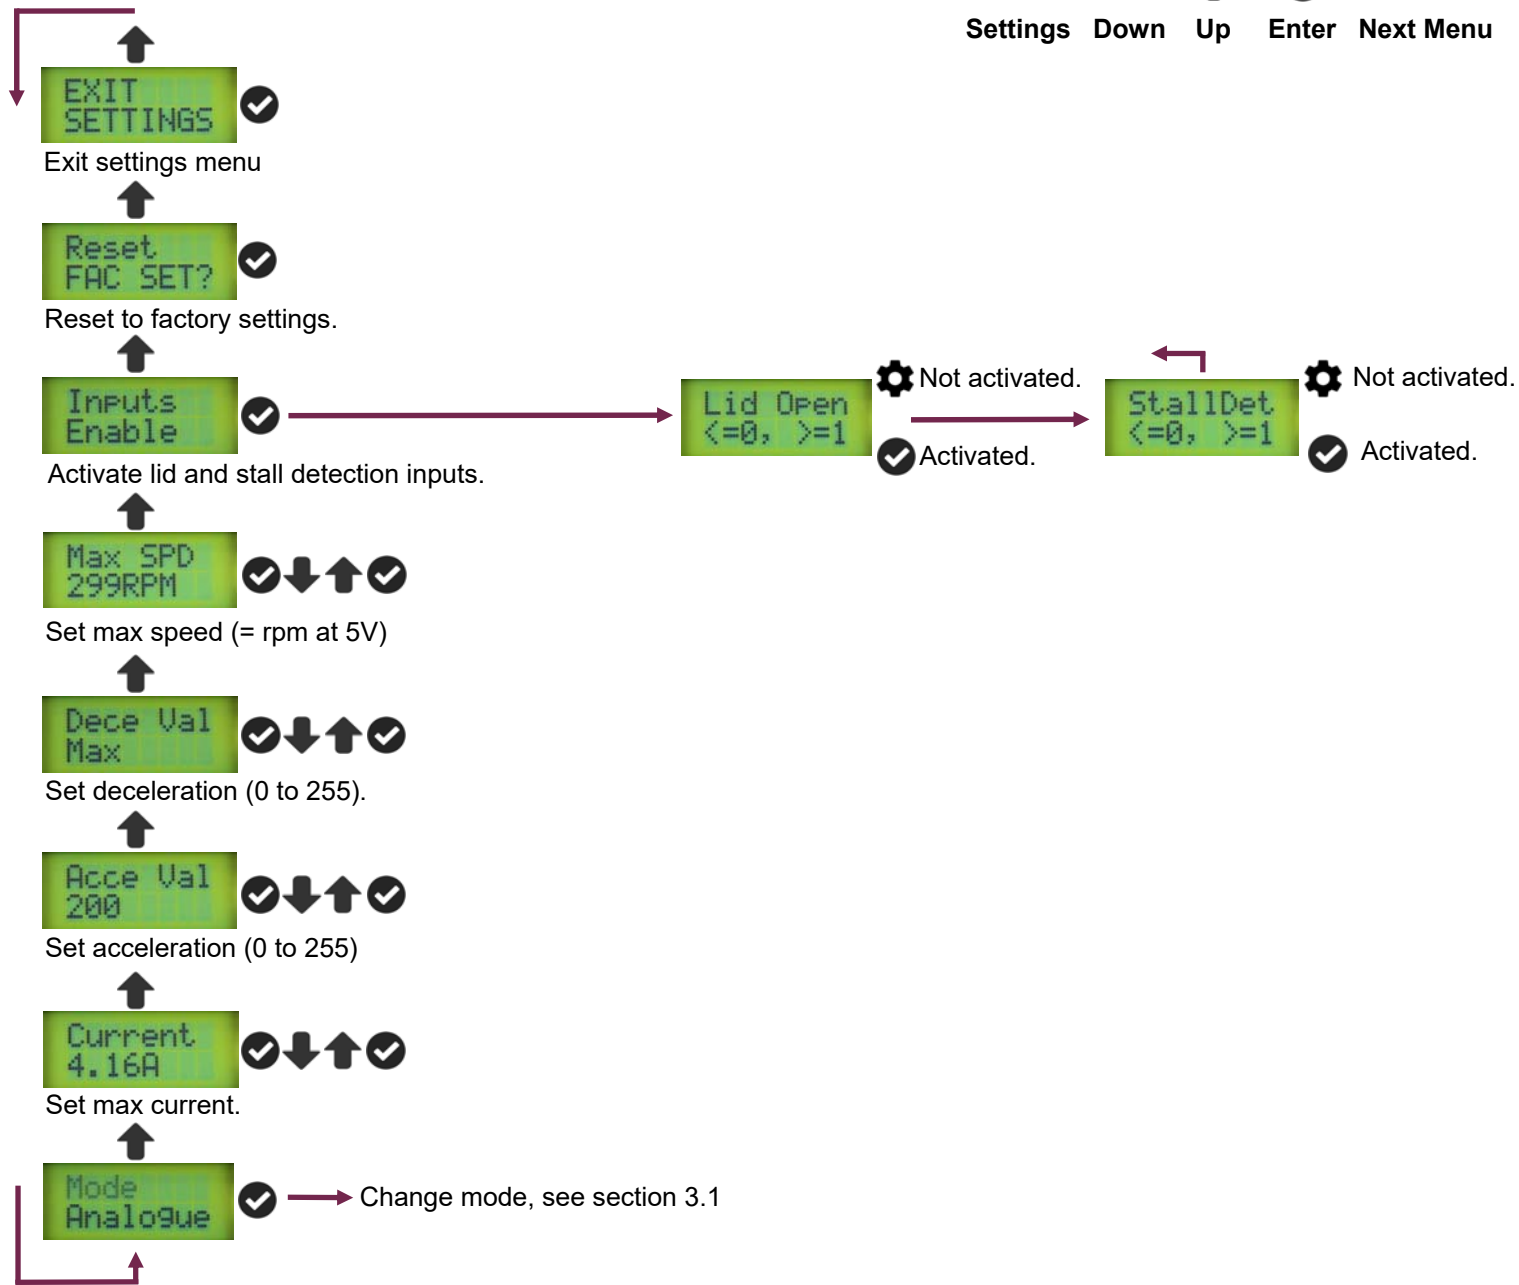 Settings Down Up Enter Next Menu
EXIT
SETTINGS
Exit settings menu
Reset
FAC SET?
Reset to factory settings.
Inputs
Enable
Activate lid and stall detection inputs.
Lid Open
<=0, >=1
Not activated.
Activated.
StallDet
<=0, >=1
Not activated.
Activated.
Max SPD
299RPM
Set max speed (= rpm at 5V)
Dece Val
Max
Set deceleration (0 to 255).
Acce Val
200
Set acceleration (0 to 255)
Current
4.16A
Set max current.
Mode
Analogue
Change mode, see section 3.1